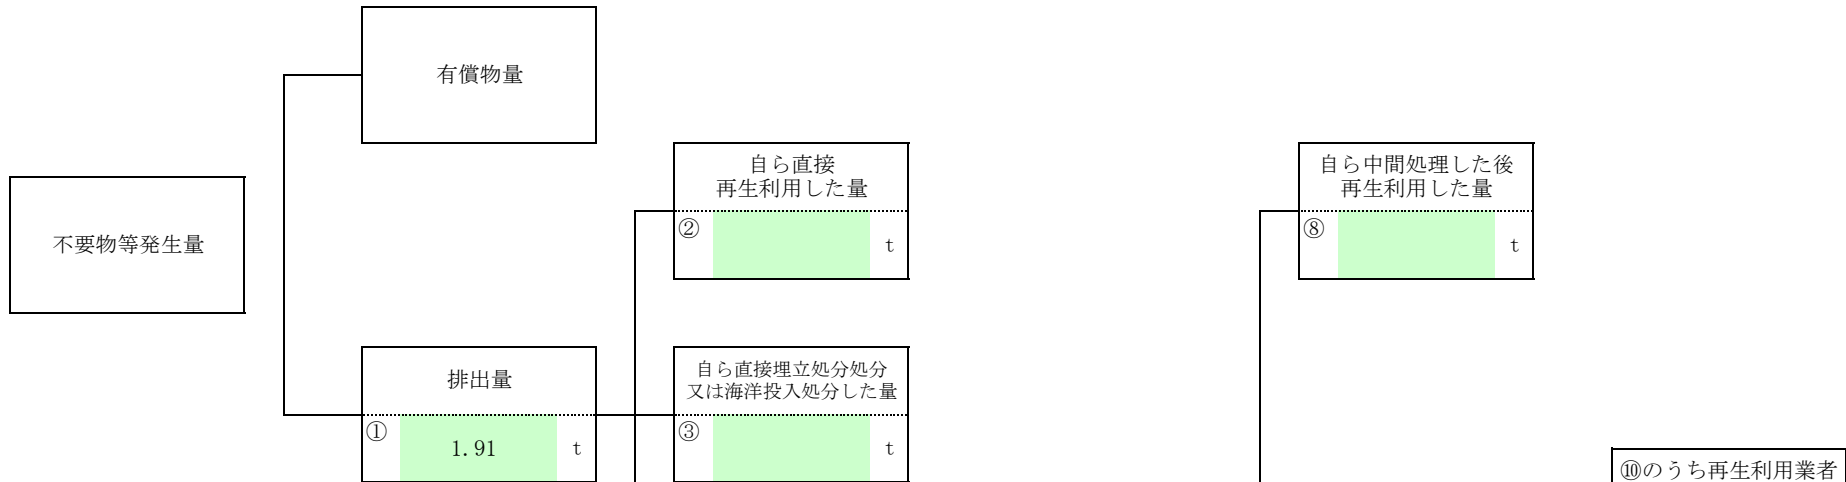 有償物量
自ら直接
再生利用した量
②
t
自ら中間処理した後
再生利用した量
⑧
t
不要物等発生量
排出量
①
1.91
t
自ら直接埋立処分処分
又は海洋投入処分した量
③
t
⑩のうち再生利用業者